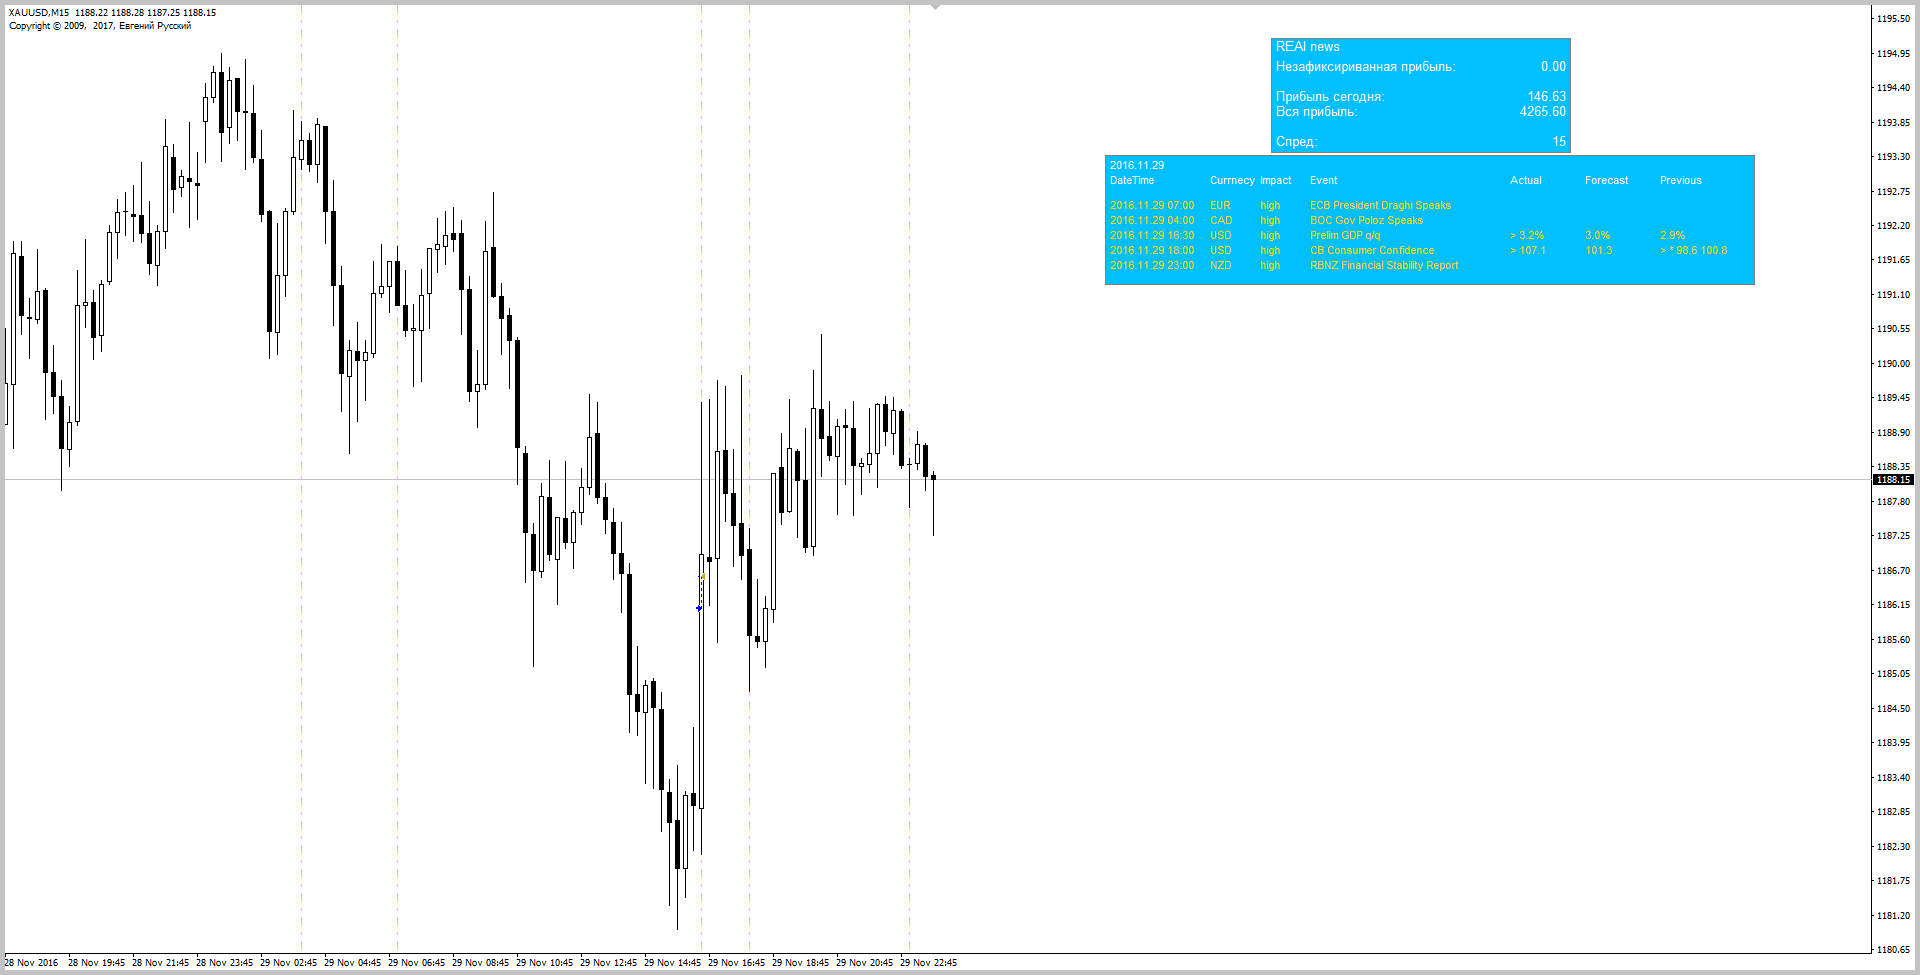 XAUUSD,M15 1188.22 1188.28 1187.25 1188.15
Copyright © 2009, 2017, Евгений Русский
REAl news
Незафиксириванная прибыль: 0.00
Прибыль сегодня: 146.63
Вся прибыль: 4265.60
Спред: 15
2016.11.29
DateTime Currnecy Impact Event Actual Forecast Previous
2016.11.29 07:00 EUR high ECB President Draghi Speaks
2016.11.29 04:00 CAD high BOC Gov Poloz Speaks
2016.11.29 16:30 USD high Prelim GDP q/q > 3.2% 3.0% 2.9%
2016.11.29 18:00 USD high CB Consumer Confidence > 107.1 101.3 > * 98.6 100.8
2016.11.29 23:00 NZD high RBNZ Financial Stability Report
1195.50
1194.95
1194.40
1193.85
1193.30
1192.75
1192.20
1191.65
1191.10
1190.55
1190.00
1189.45
1188.90
1188.35
1188.15
1187.80
1187.25
1186.70
1186.15
1185.60
1185.05
1184.50
1183.95
1183.40
1182.85
1182.30
1181.75
1181.20
1180.65
28 Nov 2016 28 Nov 19:45 28 Nov 21:45 28 Nov 23:45 29 Nov 02:45 29 Nov 04:45 29 Nov 06:45 29 Nov 08:45 29 Nov 10:45 29 Nov 12:45 29 Nov 14:45 29 Nov 16:45 29 Nov 18:45 29 Nov 20:45 29 Nov 22:45